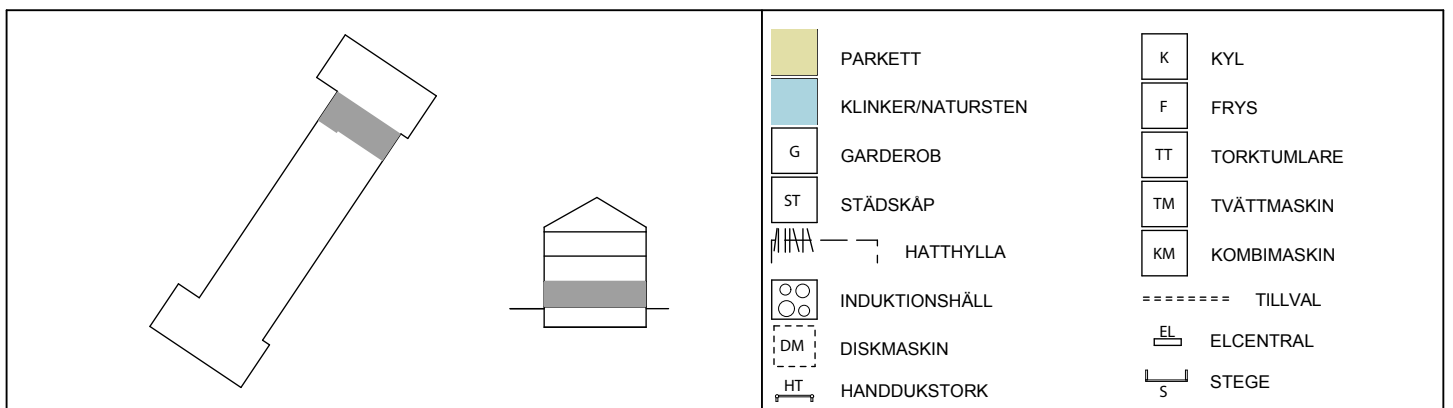 PARKETT
KLINKER/NATURSTEN
G GARDEROB
ST STÄDSKÅP
HATTHYLLA
INDUKTIONSHÄLL
DM DISKMASKIN
HT HANDDUKSTORK
K KYL
F FRYS
TT TORKTUMLARE
TM TVÄTTMASKIN
KM KOMBIMASKIN
TILLVAL
EL ELCENTRAL
S STEGE